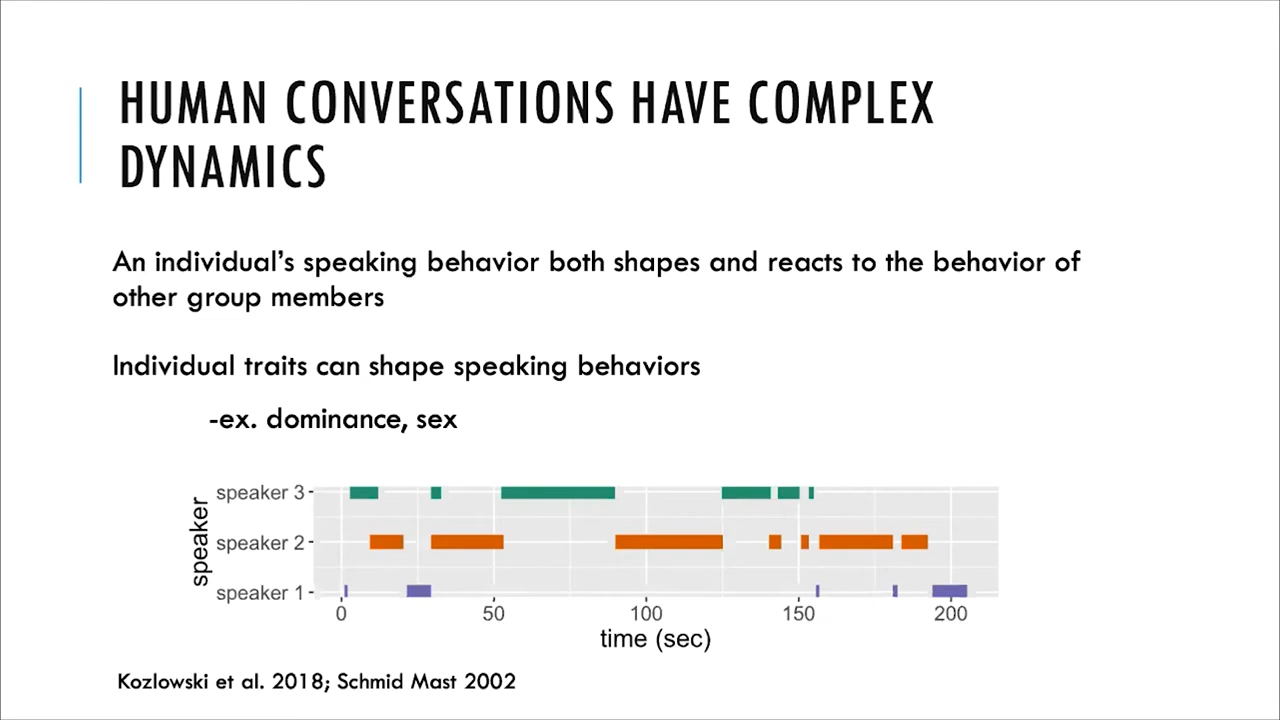 HUMAN CONVERSATIONS HAVE COMPLEX
DYNAMICS
An individual’s speaking behavior both shapes and reacts to the behavior of
other group members
Individual traits can shape speaking behaviors
-ex. dominance, sex
speaker
speaker 3
speaker 2
speaker 1
0 50 100 150 200
time (sec)
Kozlowski et al. 2018; Schmid Mast 2002